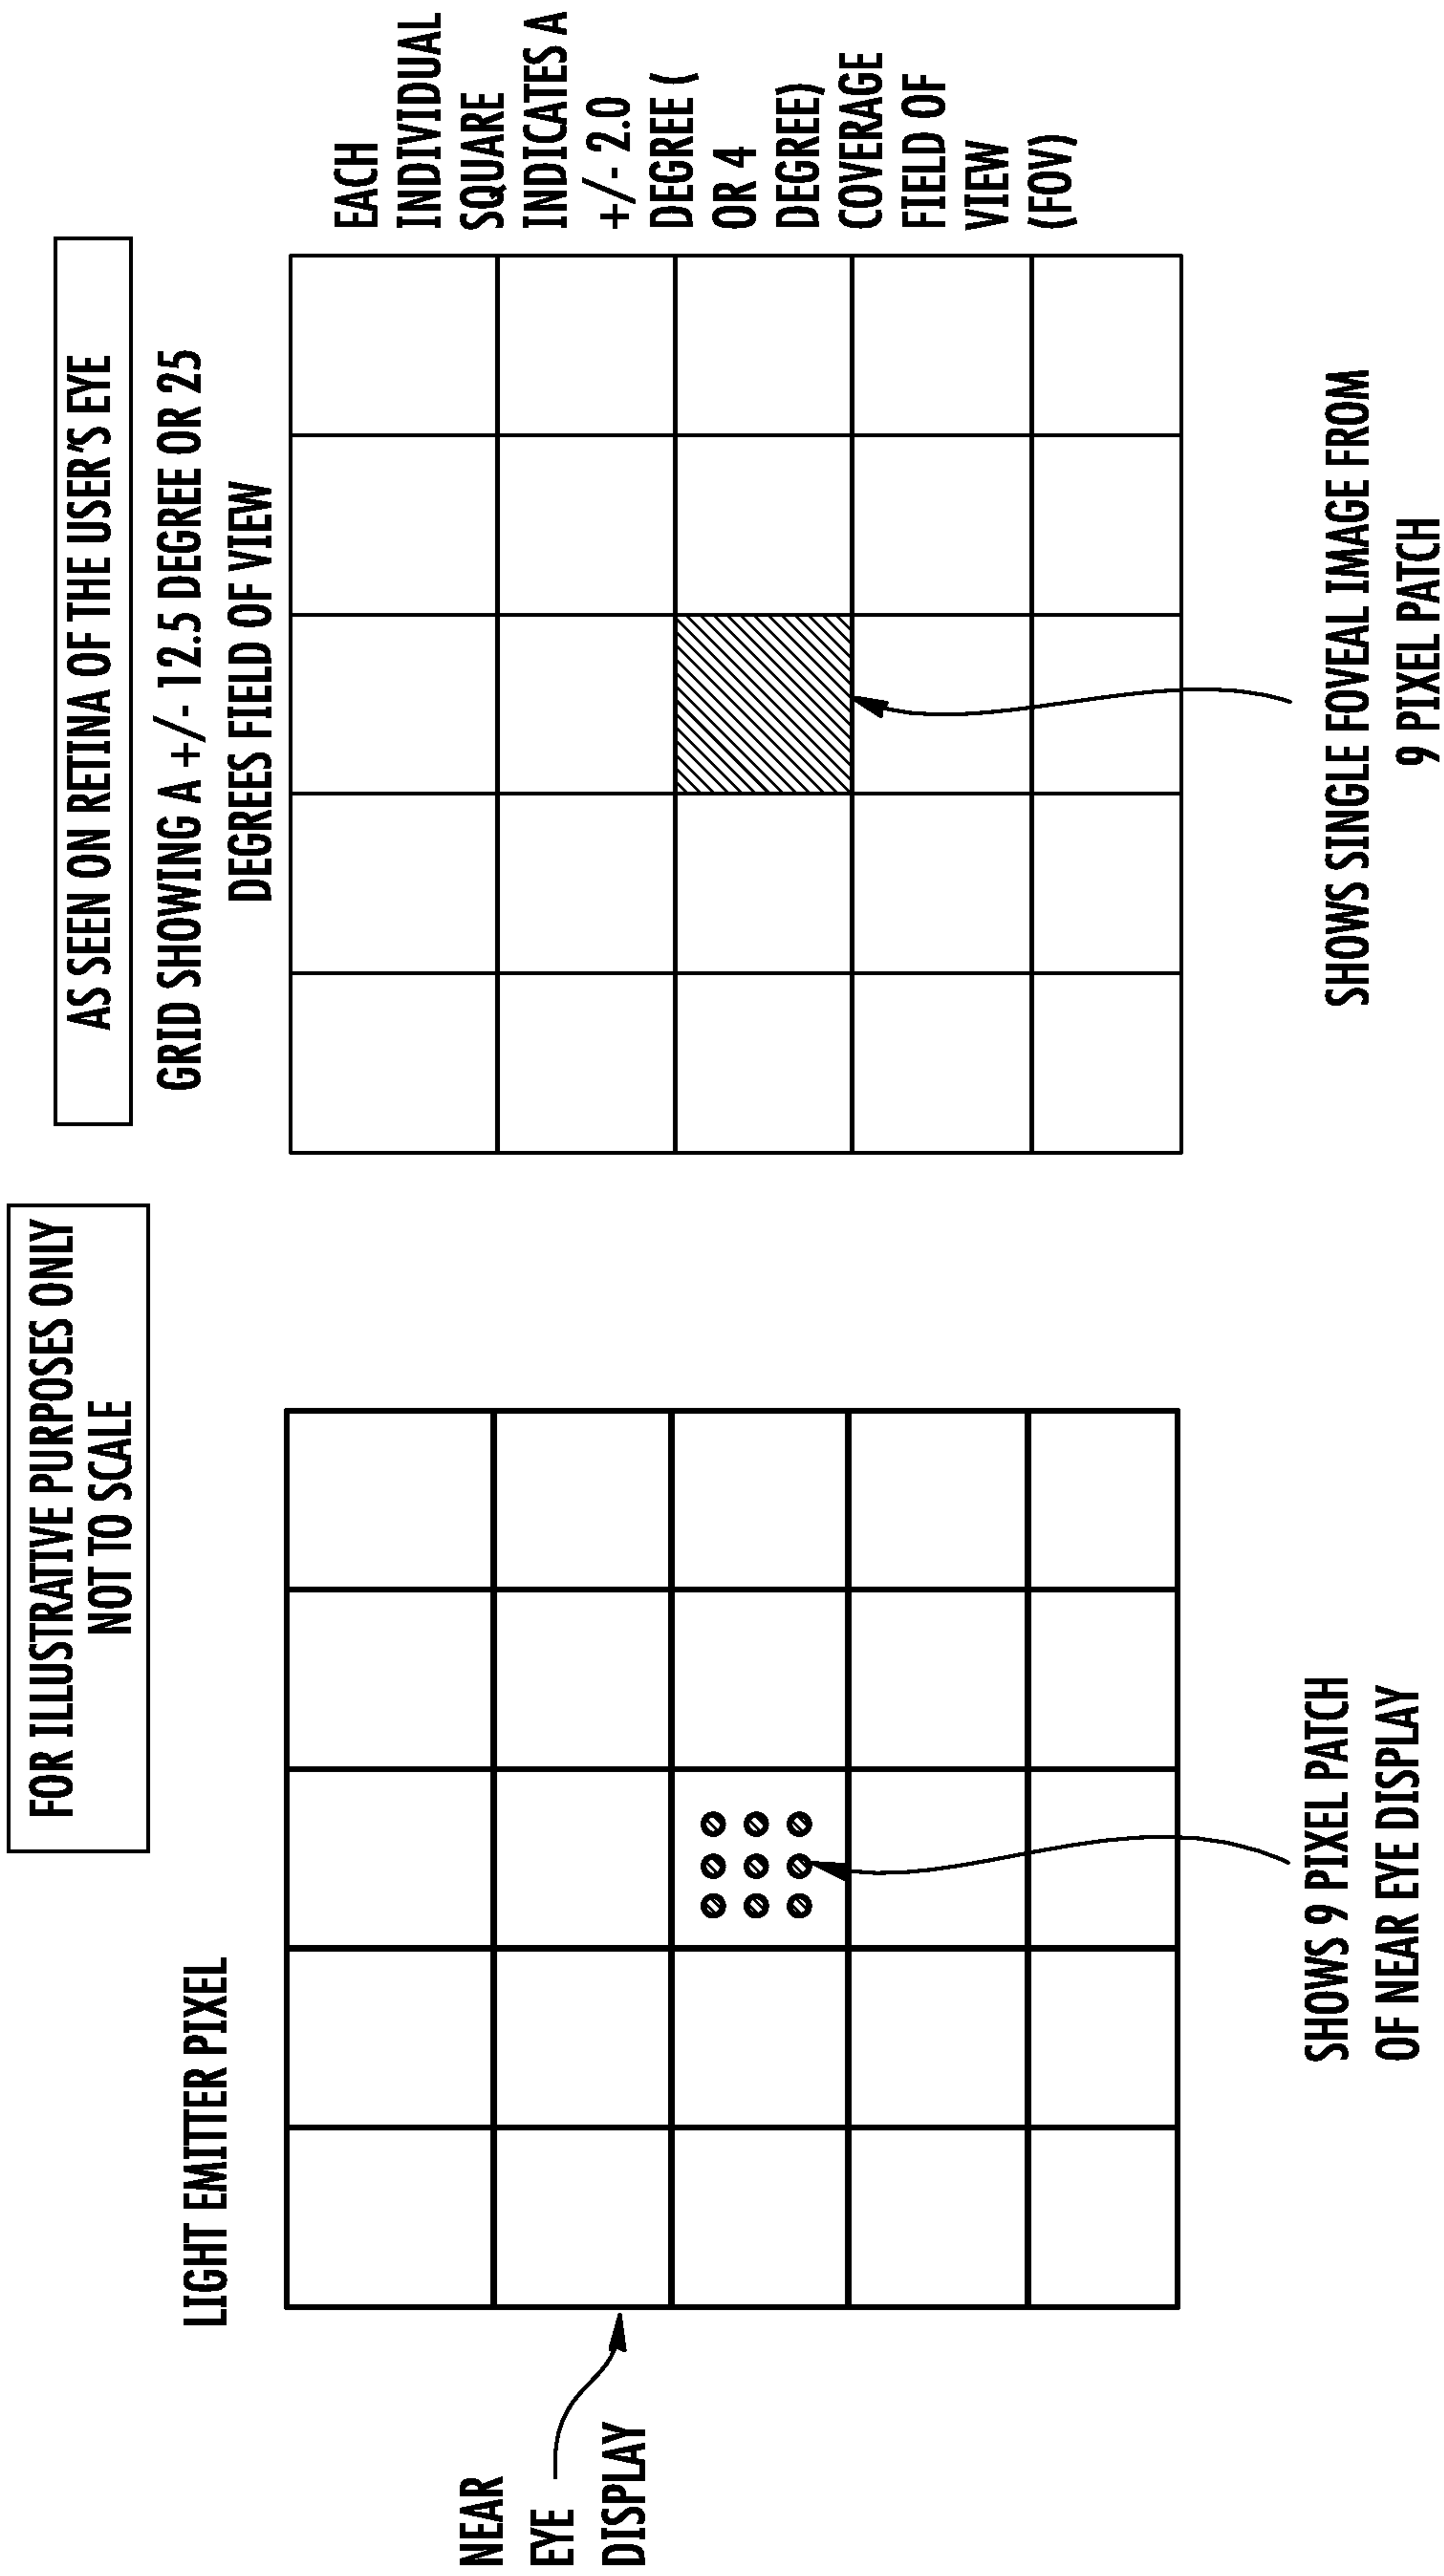 FOR ILLUSTRATIVE PURPOSES ONLY
NOT TO SCALE
LIGHT EMITTER PIXEL
NEAR
EYE
DISPLAY
SHOWS 9 PIXEL PATCH
OF NEAR EYE DISPLAY
AS SEEN ON RETINA OF THE USER'S EYE
GRID SHOWING A +/- 12.5 DEGREE OR 25
DEGREES FIELD OF VIEW
EACH
INDIVIDUAL
SQUARE
INDICATES A
+/- 2.0
DEGREE (
OR 4
DEGREE)
COVERAGE
FIELD OF
VIEW
(FOV)
SHOWS SINGLE FOVEAL IMAGE FROM
9 PIXEL PATCH